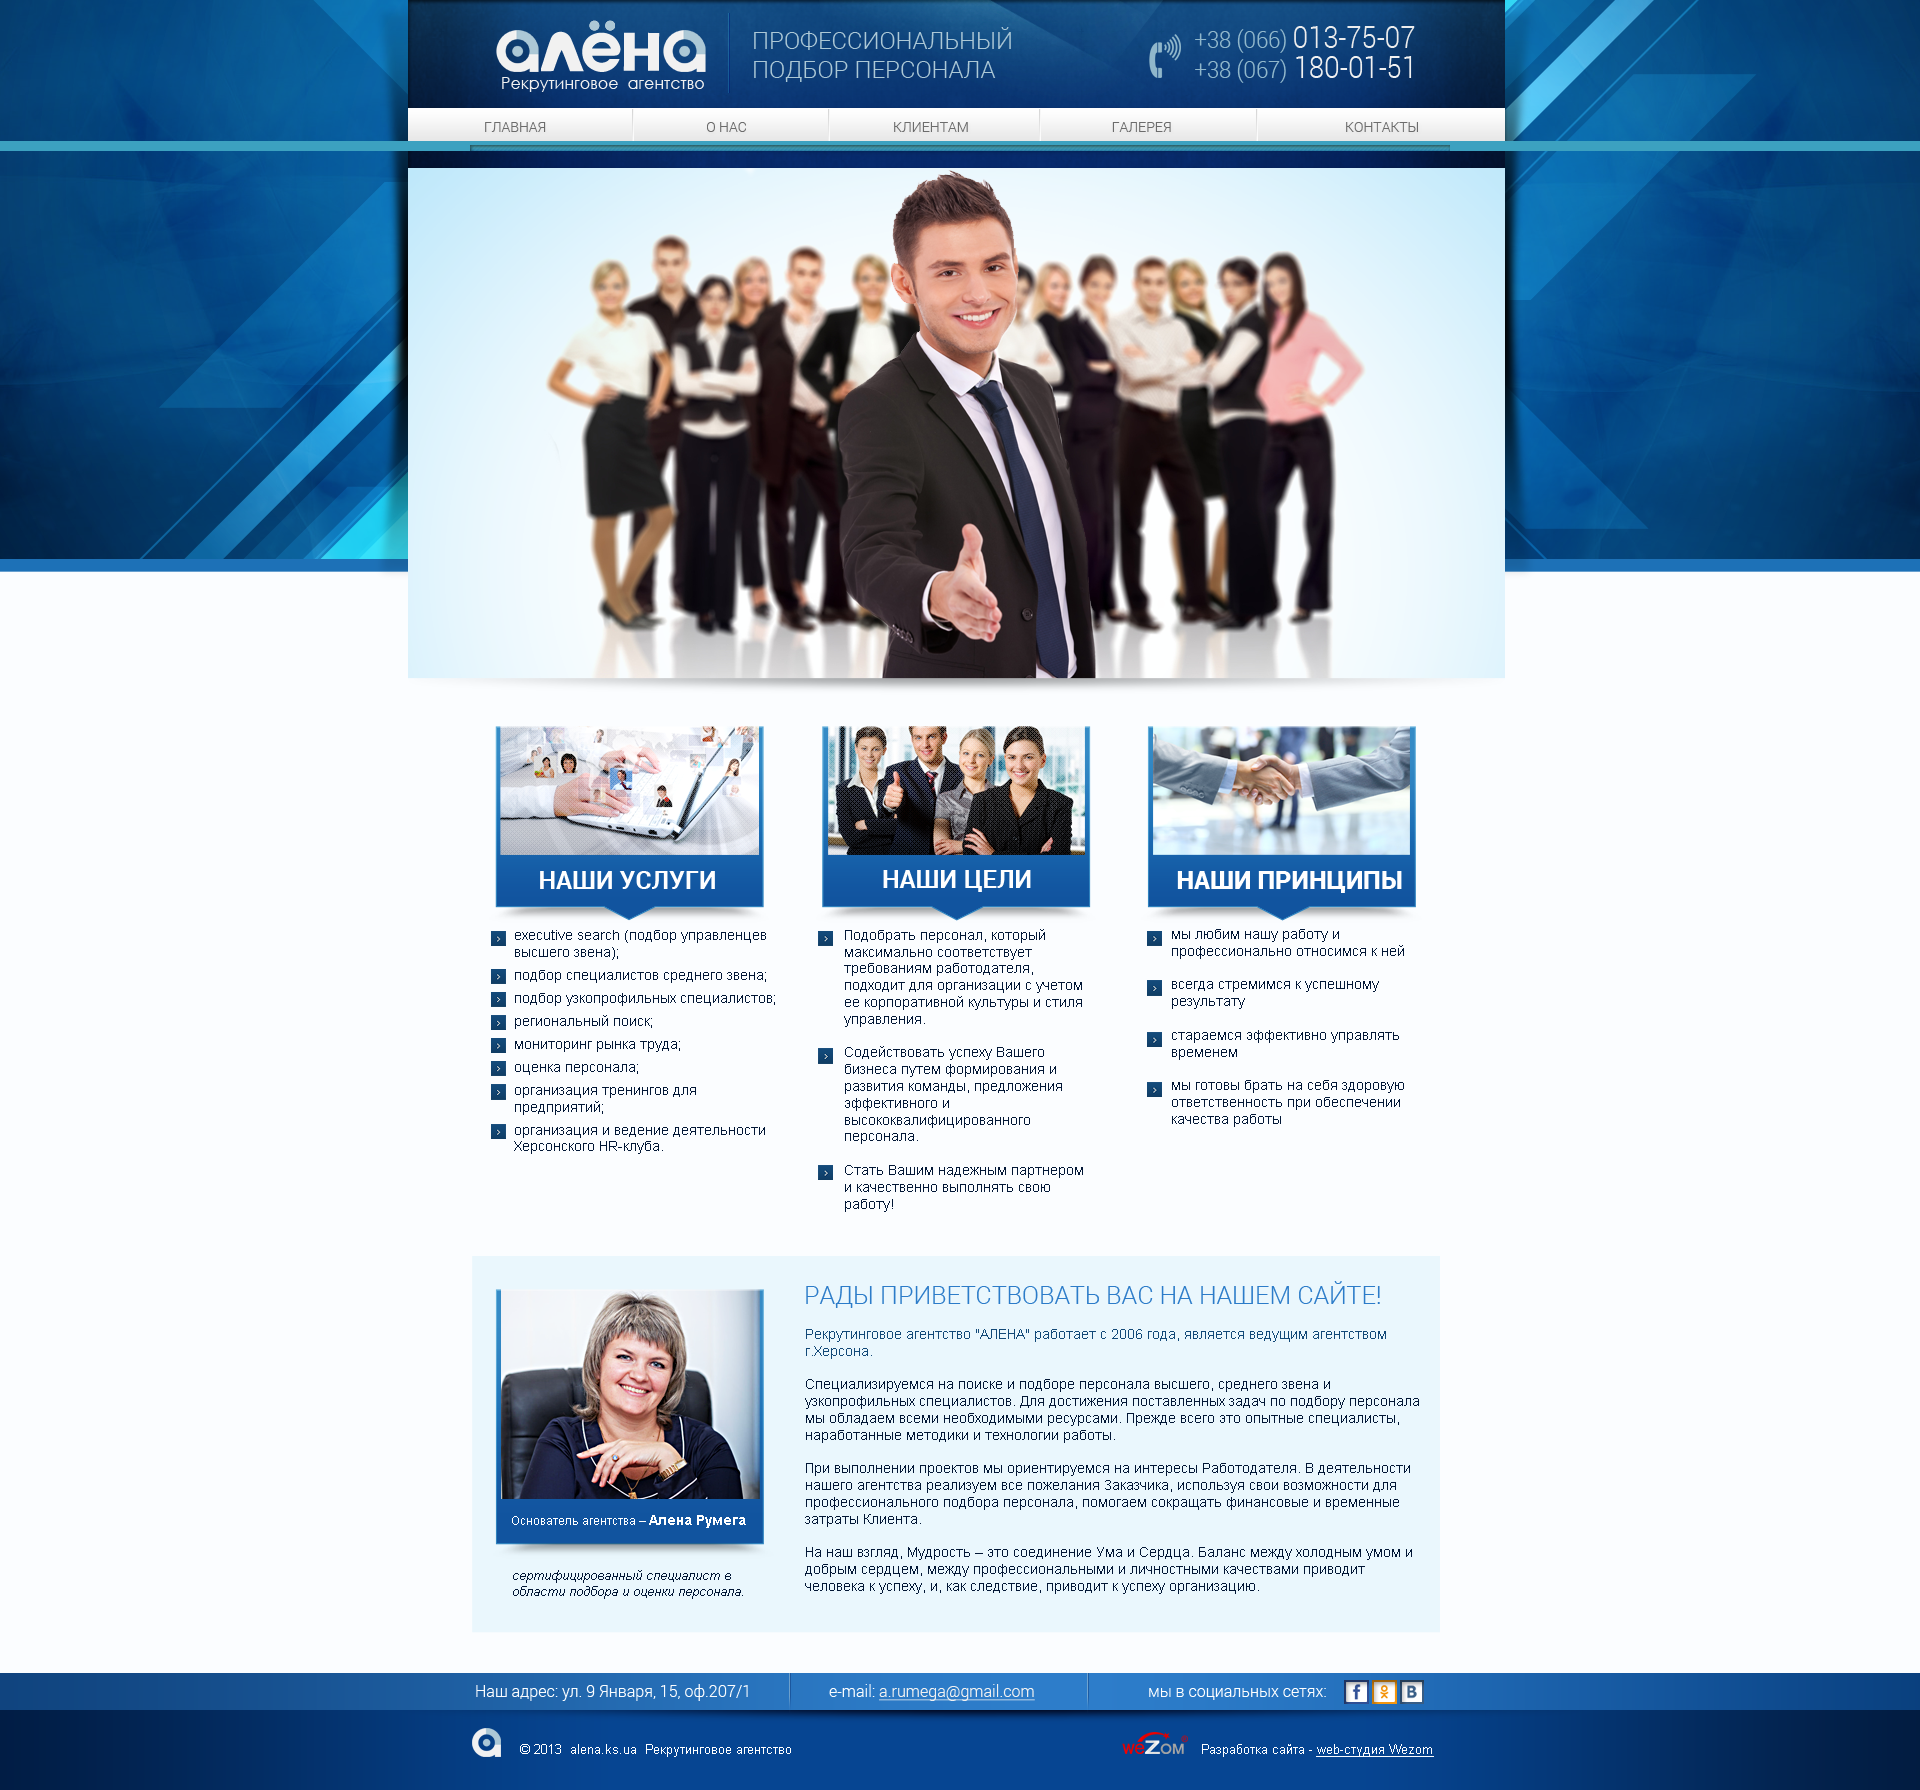 алёна
Рекрутинговое агентство
ПРОФЕССИОНАЛЬНЫЙ
ПОДБОР ПЕРСОНАЛА
+38 (066) 013-75-07
+38 (067) 180-01-51
ГЛАВНАЯ
О НАС
КЛИЕНТАМ
ГАЛЕРЕЯ
КОНТАКТЫ
НАШИ УСЛУГИ
executive search (подбор управленцев
высшего звена);
подбор специалистов среднего звена;
подбор узкопрофильных специалистов;
региональный поиск;
мониторинг рынка труда;
оценка персонала;
организация тренингов для
предприятий;
организация и ведение деятельности
Херсонского HR-клуба.
НАШИ ЦЕЛИ
Подобрать персонал, который
максимально соответствует
требованиям работодателя,
подходит для организации с учетом
ее корпоративной культуры и стиля
управления.
Содействовать успеху Вашего
бизнеса путем формирования и
развития команды, предложения
эффективного и
высококвалифицированного
персонала.
Стать Вашим надежным партнером
и качественно выполнять свою
работу!
НАШИ ПРИНЦИПЫ
мы любим нашу работу и
профессионально относимся к ней
всегда стремимся к успешному
результату
стараемся эффективно управлять
временем
мы готовы брать на себя здоровую
ответственность при обеспечении
качества работы
Основатель агентства – Алена Румега
сертифицированный специалист в
области подбора и оценки персонала.
РАДЫ ПРИВЕТСТВОВАТЬ ВАС НА НАШЕМ САЙТЕ!
Рекрутинговое агентство "АЛЕНА" работает с 2006 года, является ведущим агентством
г.Херсона.
Специализируемся на поиске и подборе персонала высшего, среднего звена и
узкопрофильных специалистов. Для достижения поставленных задач по подбору персонала
мы обладаем всеми необходимыми ресурсами. Прежде всего это опытные специалисты,
наработанные методики и технологии работы.
При выполнении проектов мы ориентируемся на интересы Работодателя. В деятельности
нашего агентства реализуем все пожелания Заказчика, используя свои возможности для
профессионального подбора персонала, помогаем сокращать финансовые и временные
затраты Клиента.
На наш взгляд, Мудрость – это соединение Ума и Сердца. Баланс между холодным умом и
добрым сердцем, между профессиональными и личностными качествами приводит
человека к успеху, и, как следствие, приводит к успеху организацию.
Наш адрес: ул. 9 Января, 15, оф.207/1
e-mail: a.rumega@gmail.com
мы в социальных сетях:
f
В
© 2013 alena.ks.ua Рекрутинговое агентство
weZOM
Разработка сайта - web-студия Wezom